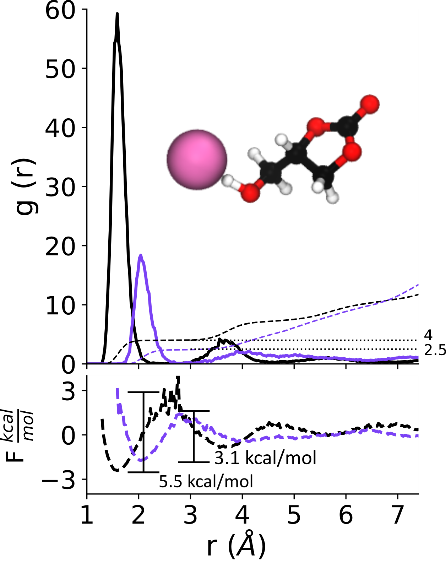 60
50
40
30
20
10
0
g (r)
4
2.5
3
0
−3
F kcal/mol
3.1 kcal/mol
5.5 kcal/mol
1 2 3 4 5 6 7
r (Å)